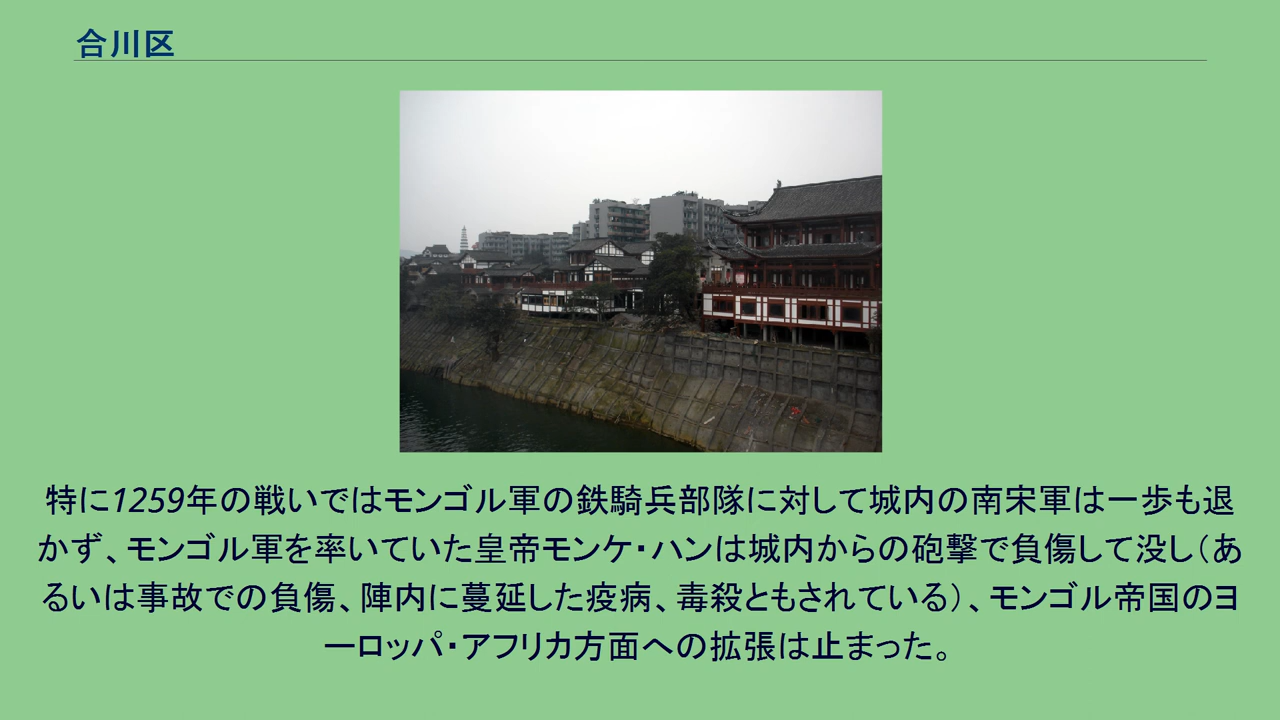 合川区
特に1259年の戦いではモンゴル軍の鉄騎兵部隊に対して城内の南宋軍は一歩も退
かず、モンゴル軍を率いていた皇帝モンケ・ハンは城内からの砲撃で負傷して没し（あ
るいは事故での負傷、陣内に蔓延した疫病、毒殺ともされている）、モンゴル帝国のヨ
ーロッパ・アフリカ方面への拡張は止まった。